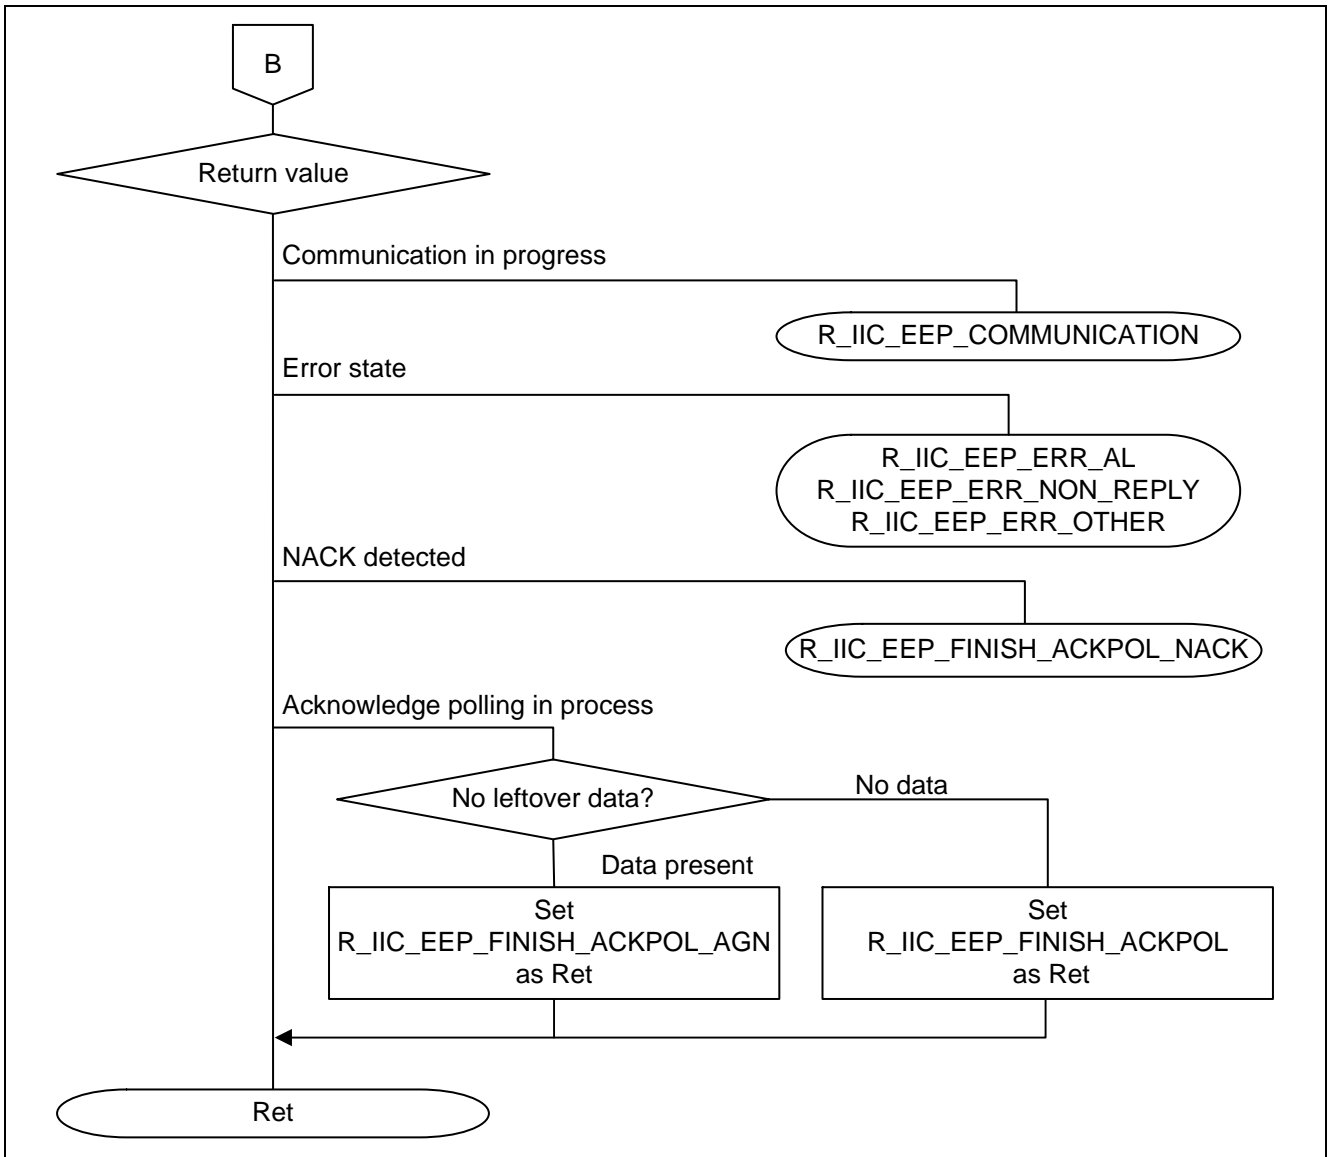 B
Return value
Communication in progress
R_IIC_EEP_COMMUNICATION
Error state
R_IIC_EEP_ERR_AL
R_IIC_EEP_ERR_NON_REPLY
R_IIC_EEP_ERR_OTHER
NACK detected
R_IIC_EEP_FINISH_ACKPOL_NACK
Acknowledge polling in process
No leftover data?
No data
Data present
Set
R_IIC_EEP_FINISH_ACKPOL_AGN
as Ret
Set
R_IIC_EEP_FINISH_ACKPOL
as Ret
Ret